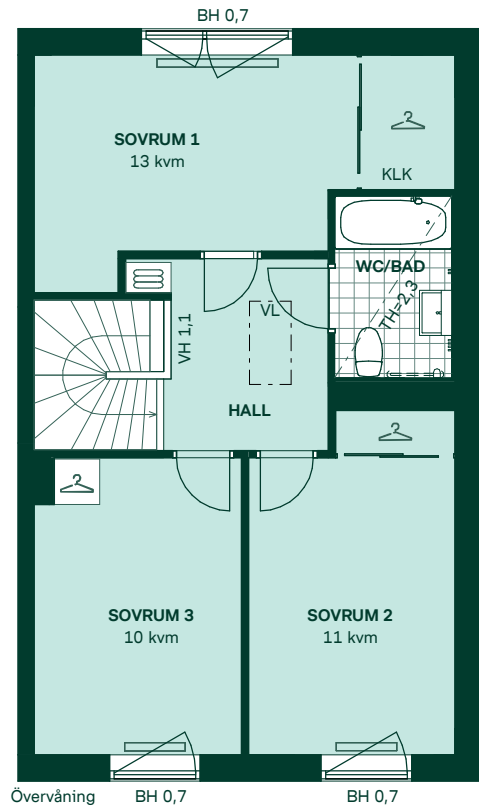 BH 0,7
SOVRUM 1
13 kvm
KLK
WC/BAD
TH=2,3
VL
VH 1,1
HALL
SOVRUM 3
10 kvm
SOVRUM 2
11 kvm
Övervåning
BH 0,7
BH 0,7